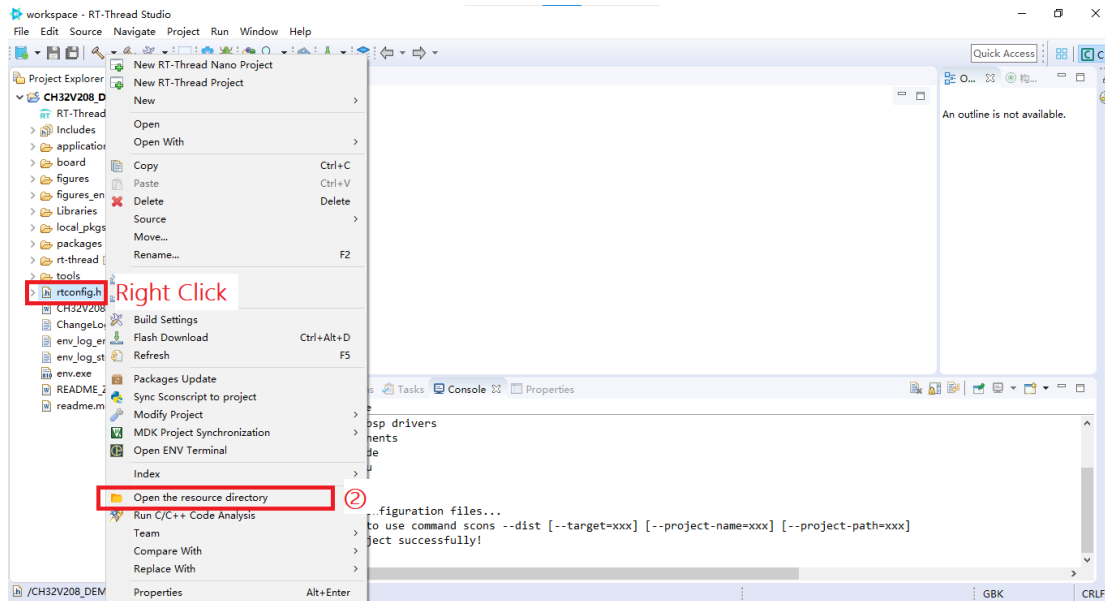 workspace - RT-Thread Studio
File Edit Source Navigate Project Run Window Help
Quick Access
Project Explorer
CH32V208_D
RT-Thread
Includes
application
board
figures
figures_en
Libraries
local_pkgs
packages
rt-thread [
tools
rtconfig.h
Right Click
CH32V208
ChangeLo
env_log_er
env_log_st
env.exe
README_Z
readme.m
New RT-Thread Nano Project
New RT-Thread Project
New
Open
Open With
Copy Ctrl+C
Paste Ctrl+V
Delete Delete
Source
Move...
Rename... F2
Build Settings
Flash Download Ctrl+Alt+D
Refresh F5
Packages Update
Sync Sconscript to project
Modify Project
MDK Project Synchronization
Open ENV Terminal
Index
Open the resource directory
②
Run C/C++ Code Analysis
Team
Compare With
Replace With
Properties Alt+Enter
O... 构...
An outline is not available.
Tasks Console Properties
bsp drivers
nents
de
figuration files...
to use command scons --dist [--target=xxx] [--project-name=xxx] [--project-path=xxx]
ject successfully!
/CH32V208_DEM
GBK
CRLF